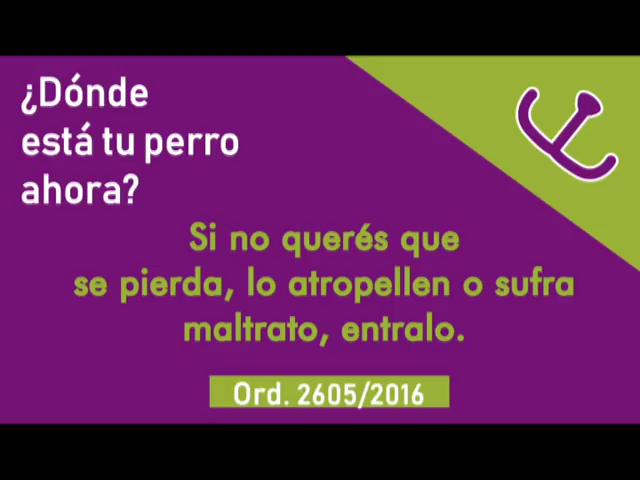 ¿Dónde
está tu perro
ahora?
Si no querés que
se pierda, lo atropellen o sufra
maltrato, entralo.
Ord. 2605/2016